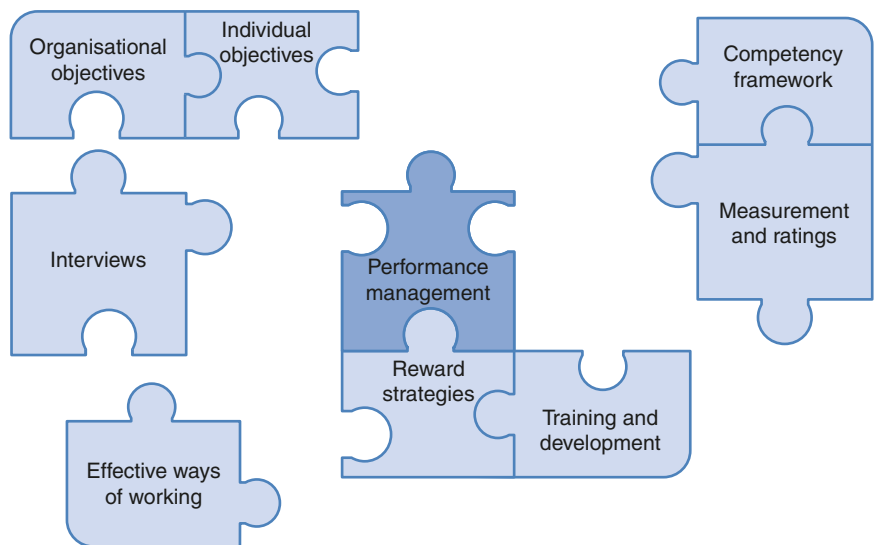 Organisational
objectives
Individual
objectives
Competency
framework
Interviews
Performance
management
Measurement
and ratings
Reward
strategies
Training and
development
Effective ways
of working